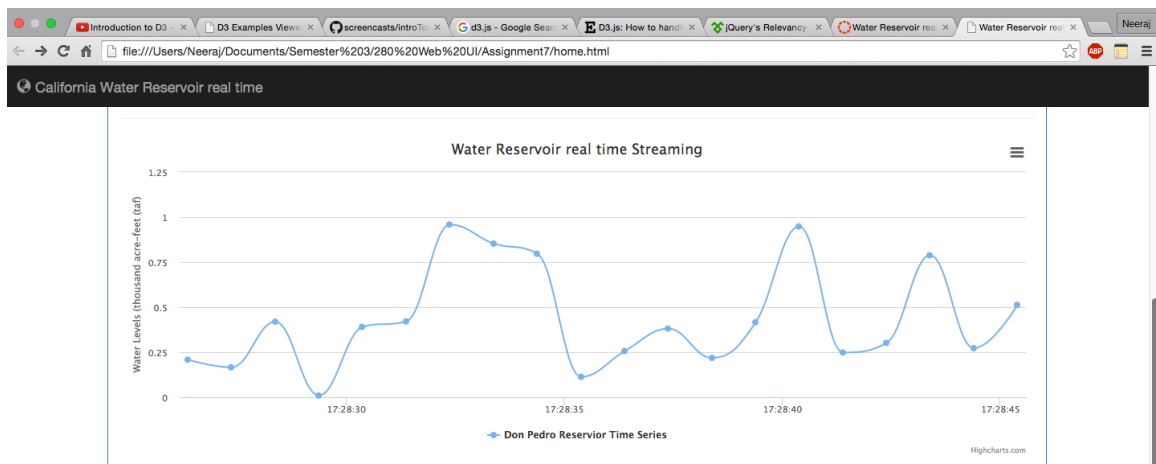 Introduction to D3 -
D3 Examples Viewe
screencasts/introTo
d3.js - Google Sear
D3.js: How to handl
jQuery's Relevancy
Water Reservoir rea
Water Reservoir rea
Neeraj
file:///Users/Neeraj/Documents/Semester%203/280%20Web%20UI/Assignment7/home.html
ABP
California Water Reservoir real time
Water Reservoir real time Streaming
Water Levels (thousand acre-feet (taf)
1.25
1
0.75
0.5
0.25
0
17:28:30 17:28:35 17:28:40 17:28:45
Don Pedro Reservior Time Series
Highcharts.com